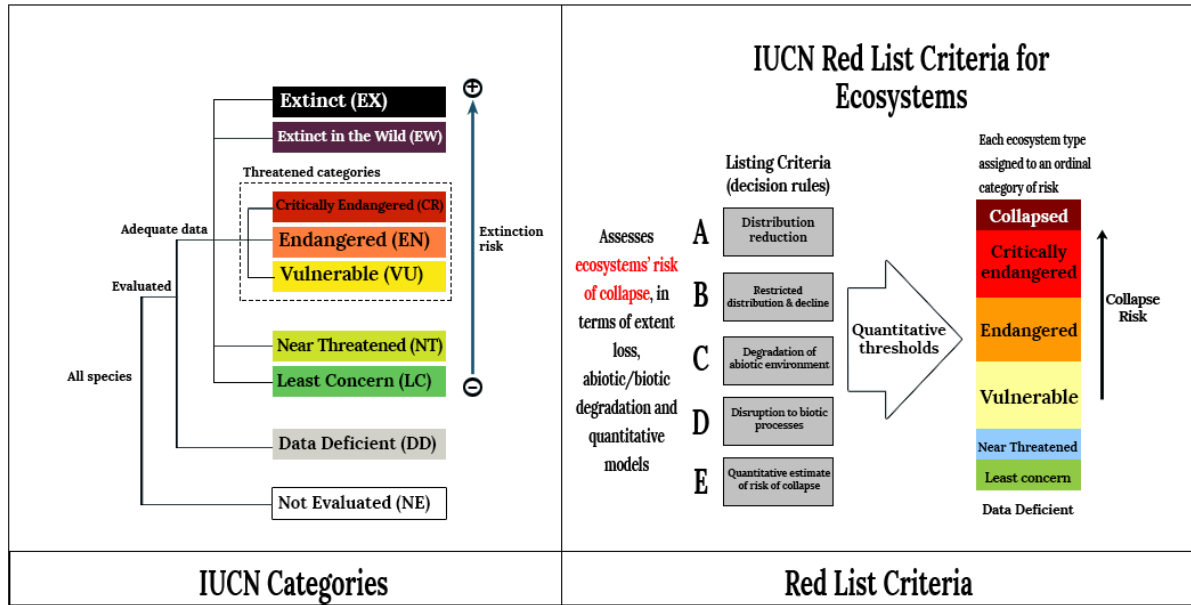 Extinct (EX)
Extinct in the Wild (EW)
Threatened categories
Critically Endangered (CR)
Adequate data
Endangered (EN)
Extinction
risk
Vulnerable (VU)
Evaluated
Near Threatened (NT)
All species
Least Concern (LC)
Data Deficient (DD)
Not Evaluated (NE)
IUCN Categories
IUCN Red List Criteria for
Ecosystems
Assesses
ecosystems’ risk
of collapse, in
terms of extent
loss,
abiotic/biotic
degradation and
quantitative
models
Listing Criteria
(decision rules)
A
Distribution
reduction
B
Restricted
distribution & decline
C
Degradation of
abiotic environment
D
Disruption to biotic
processes
E
Quantitative estimate
of risk of collapse
Quantitative
thresholds
Each ecosystem type
assigned to an ordinal
category of risk
Collapsed
Critically
endangered
Endangered
Vulnerable
Near Threatened
Least concern
Data Deficient
Collapse
Risk
Red List Criteria